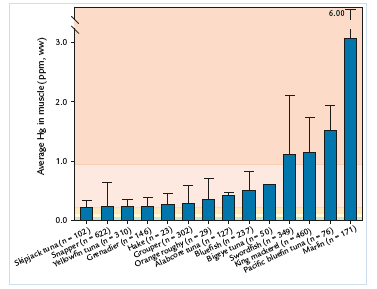 Average Hg in muscle (ppm, ww)
6.00
3.0
2.0
1.0
0.0
Skipjack tuna (n = 102)
Snapper (n = 622)
Yellowfin tuna (n = 310)
Grenadier (n = 146)
Hake (n = 23)
Grouper (n = 302)
Orange roughy (n = 29)
Alabcore tuna (n = 127)
Bluefish (n = 237)
Bigeye tuna (n = 50)
Swordfish (n = 349)
King mackerel (n = 460)
Pacific bluefin tuna (n = 76)
Marlin (n = 171)